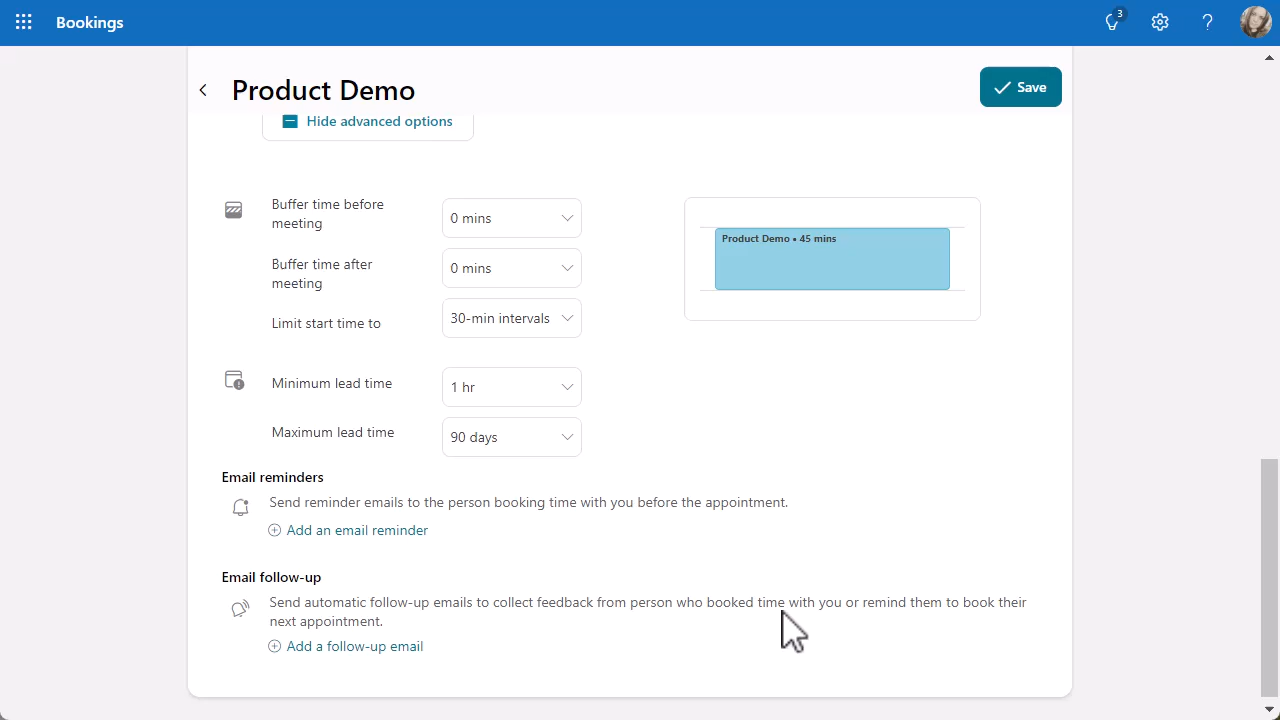 Bookings
3
Product Demo
Save
Hide advanced options
Buffer time before
meeting
0 mins
Product Demo • 45 mins
Buffer time after
meeting
0 mins
Limit start time to
30-min intervals
Minimum lead time
1 hr
Maximum lead time
90 days
Email reminders
Send reminder emails to the person booking time with you before the appointment.
Add an email reminder
Email follow-up
Send automatic follow-up emails to collect feedback from person who booked time with you or remind them to book their
next appointment.
Add a follow-up email